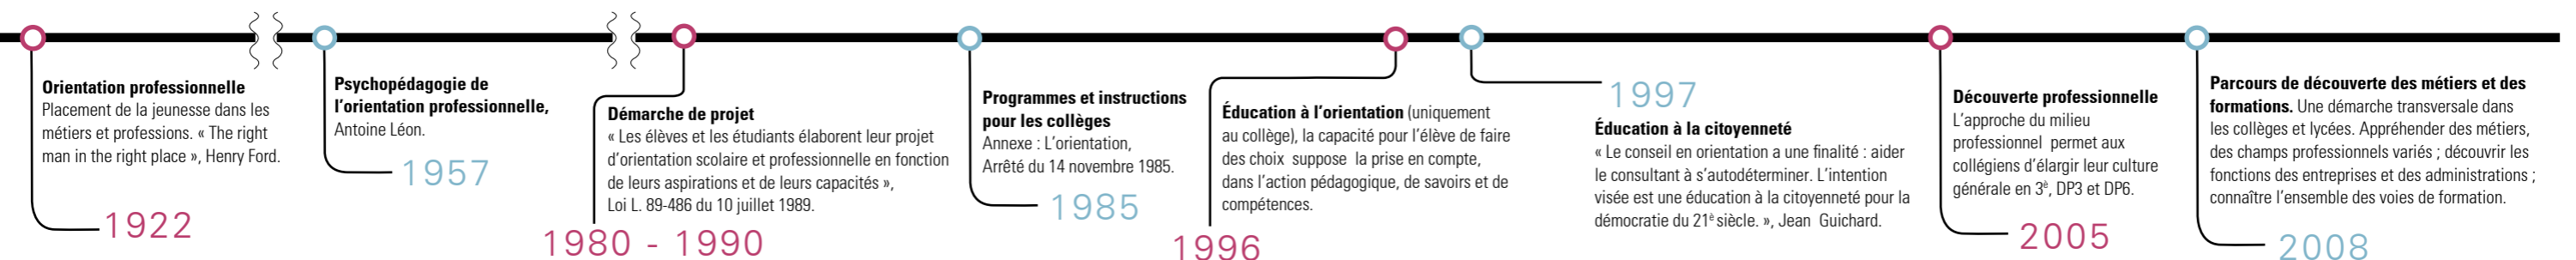 Orientation professionnelle
Placement de la jeunesse dans les
métiers et professions. « The right
man in the right place », Henry Ford.
1922
Psychopédagogie de
l’orientation professionnelle,
Antoine Léon.
1957
Démarche de projet
« Les élèves et les étudiants élaborent leur projet
d’orientation scolaire et professionnelle en fonction
de leurs aspirations et de leurs capacités »,
Loi L. 89-486 du 10 juillet 1989.
1980 - 1990
Programmes et instructions
pour les collèges
Annexe : L’orientation,
Arrêté du 14 novembre 1985.
1985
Éducation à l’orientation (uniquement
au collège), la capacité pour l’élève de faire
des choix suppose la prise en compte,
dans l’action pédagogique, de savoirs et de
compétences.
1996
1997
Éducation à la citoyenneté
« Le conseil en orientation a une finalité : aider
le consultant à s’autodéterminer. L’intention
visée est une éducation à la citoyenneté pour la
démocratie du 21è siècle. », Jean Guichard.
Découverte professionnelle
L’approche du milieu
professionnel permet aux
collégiens d’élargir leur culture
générale en 3è, DP3 et DP6.
2005
Parcours de découverte des métiers et des
formations. Une démarche transversale dans
les collèges et lycées. Appréhender des métiers,
des champs professionnels variés ; découvrir les
fonctions des entreprises et des administrations ;
connaître l’ensemble des voies de formation.
2008